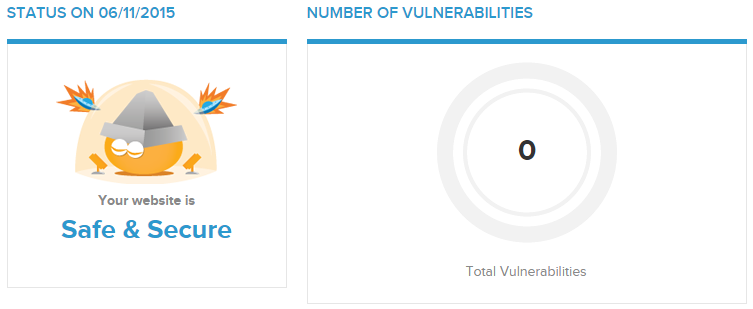 STATUS ON 06/11/2015
Your website is
Safe & Secure
NUMBER OF VULNERABILITIES
0
Total Vulnerabilities